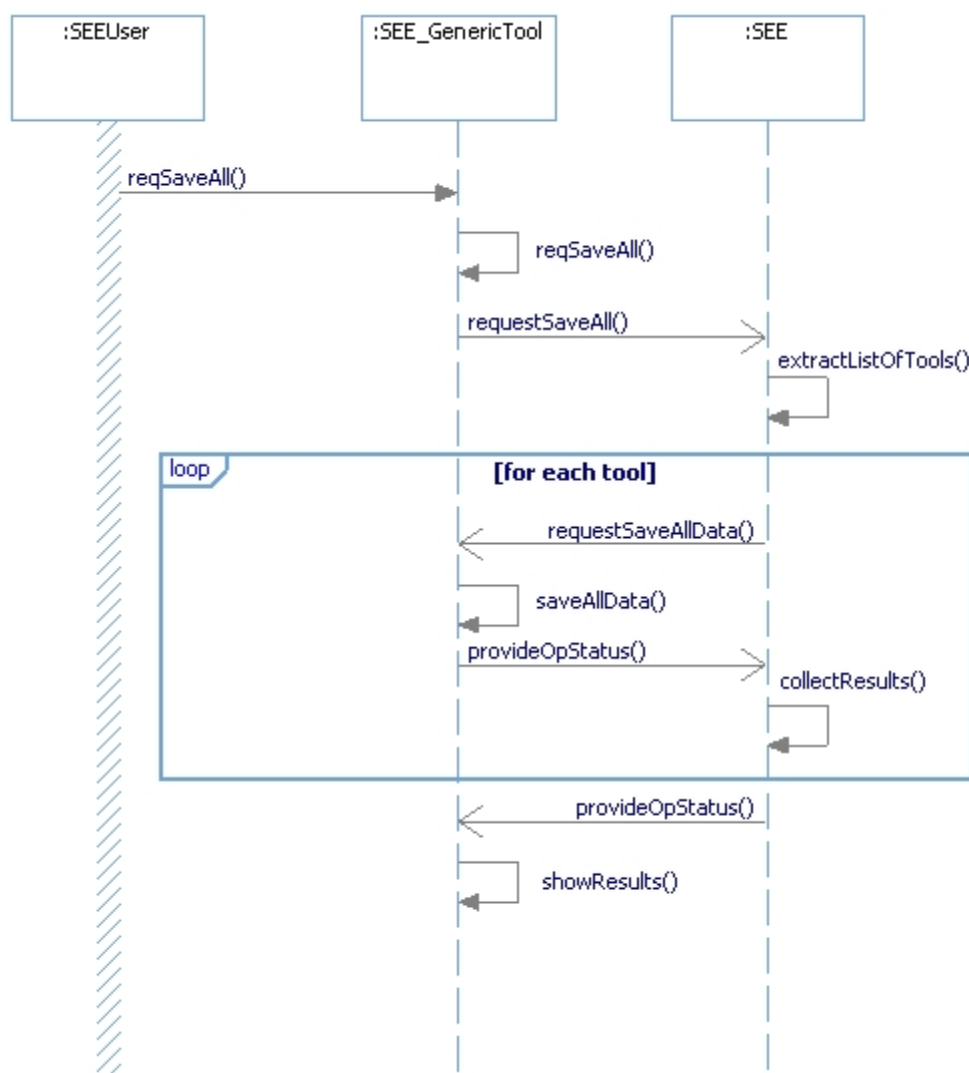 :SEEUser
:SEE_GenericTool
:SEE
reqSaveAll()
reqSaveAll()
requestSaveAll()
extractListOfTools()
loop
[for each tool]
requestSaveAllData()
saveAllData()
provideOpStatus()
collectResults()
provideOpStatus()
showResults()